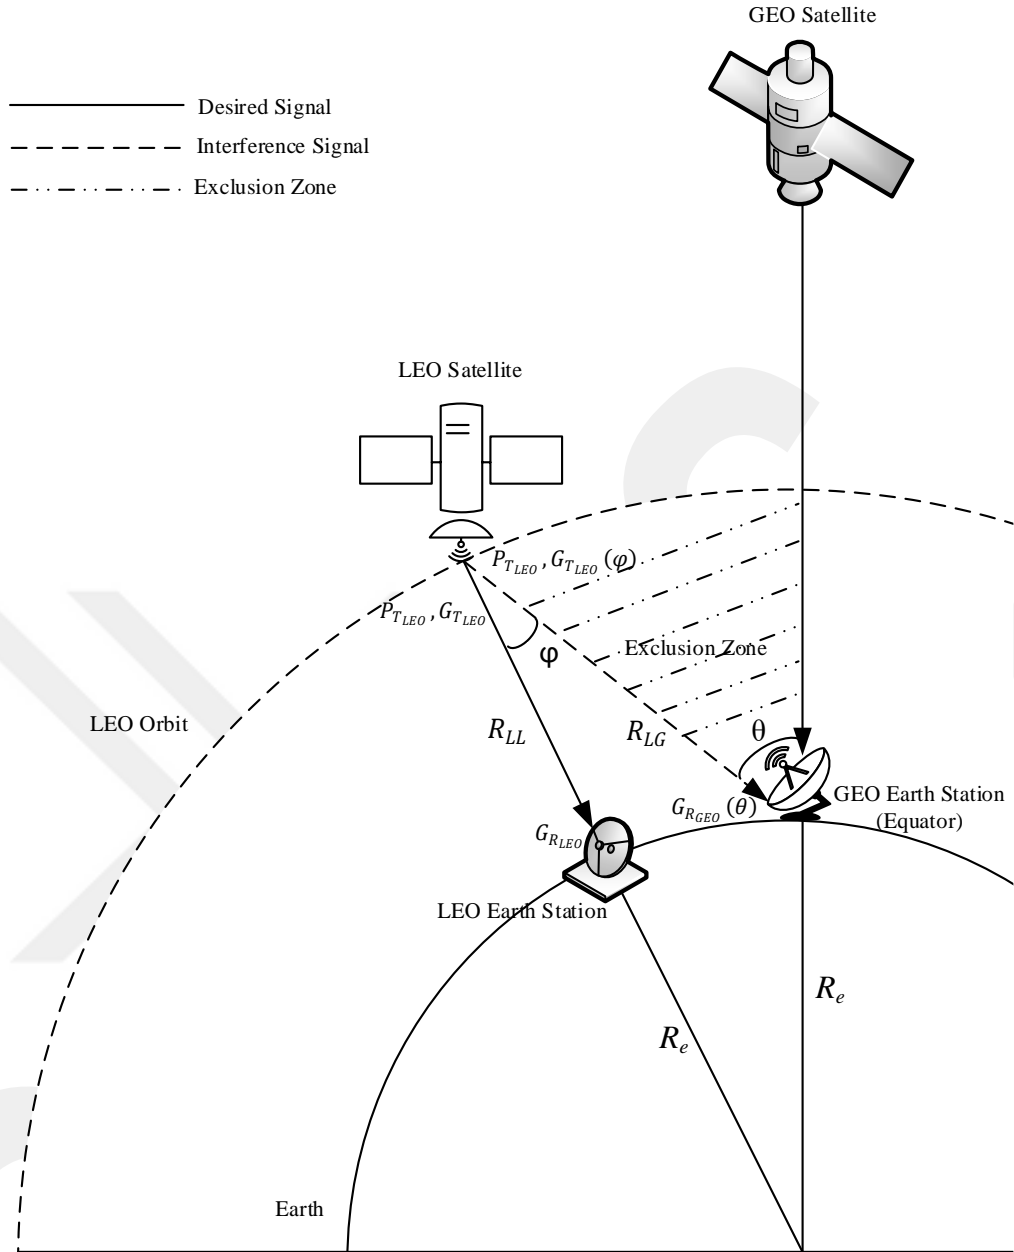 GEO Satellite
Desired Signal
Interference Signal
Exclusion Zone
LEO Satellite
P_{T_{LEO}}, G_{T_{LEO}}(φ)
P_{T_{LEO}}, G_{T_{LEO}}
φ
Exclusion Zone
LEO Orbit
R_{LL}
R_{LG}
θ
GEO Earth Station
(Equator)
G_{R_{GEO}}(θ)
G_{R_{LEO}}
LEO Earth Station
R_e
R_e
Earth